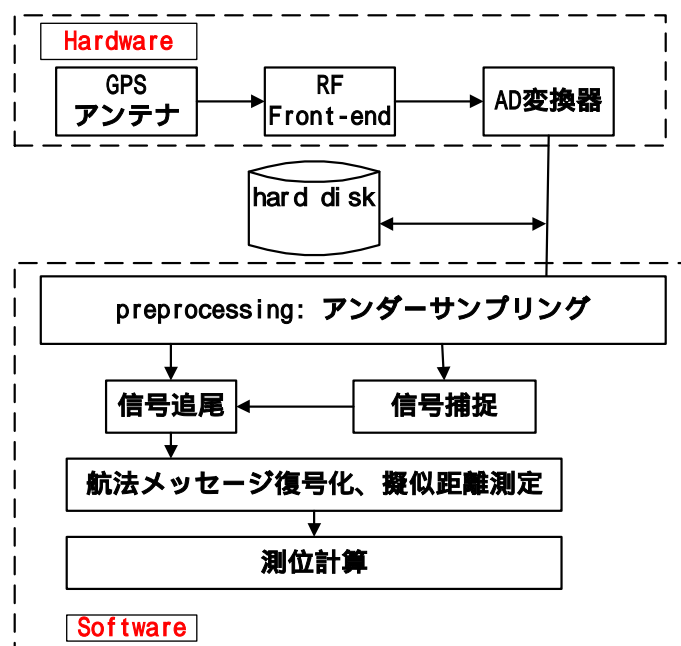 Hardware
GPS
アンテナ
RF
Front-end
AD変換器
hard disk
preprocessing: アンダーサンプリング
信号追尾
信号捕捉
航法メッセージ復号化、擬似距離測定
測位計算
Software